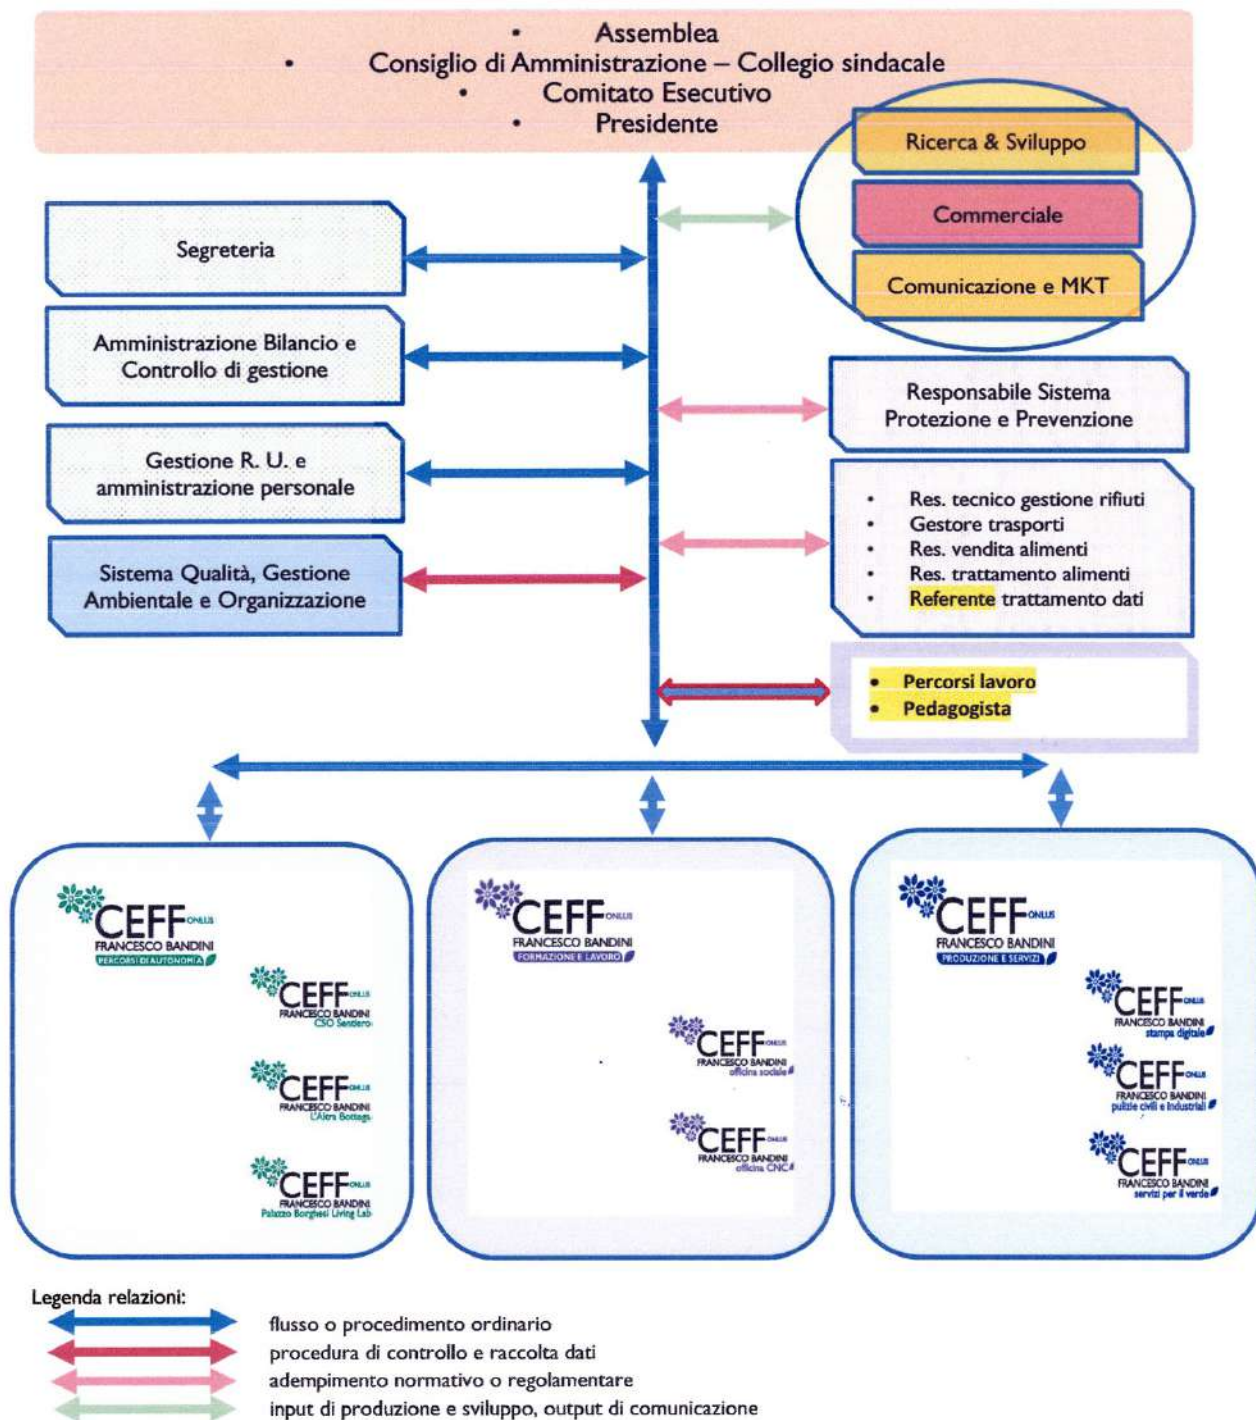 • Assemblea
• Consiglio di Amministrazione – Collegio sindacale
• Comitato Esecutivo
• Presidente
Ricerca & Sviluppo
Commerciale
Comunicazione e MKT
Segreteria
Amministrazione Bilancio e
Controllo di gestione
Gestione R. U. e
amministrazione personale
Sistema Qualità, Gestione
Ambientale e Organizzazione
Responsabile Sistema
Protezione e Prevenzione
• Res. tecnico gestione rifiuti
• Gestore trasporti
• Res. vendita alimenti
• Res. trattamento alimenti
• Referente trattamento dati
• Percorsi lavoro
• Pedagogista
CEFF ONLUS
FRANCESCO BANDINI
PERCORSI DI AUTONOMIA
CEFF ONLUS
FRANCESCO BANDINI
CSO Sentiero
CEFF ONLUS
FRANCESCO BANDINI
L'Altra Bottega
CEFF ONLUS
FRANCESCO BANDINI
Palazzo Borghesi Living Lab
CEFF ONLUS
FRANCESCO BANDINI
FORMAZIONE E LAVORO
CEFF ONLUS
FRANCESCO BANDINI
officina sociale
CEFF ONLUS
FRANCESCO BANDINI
officina CNC
CEFF ONLUS
FRANCESCO BANDINI
PRODUZIONE E SERVIZI
CEFF ONLUS
FRANCESCO BANDINI
stampa digitale
CEFF ONLUS
FRANCESCO BANDINI
pulizie civili e industriali
CEFF ONLUS
FRANCESCO BANDINI
servizi per il verde
Legenda relazioni:
flusso o procedimento ordinario
procedura di controllo e raccolta dati
adempimento normativo o regolamentare
input di produzione e sviluppo, output di comunicazione